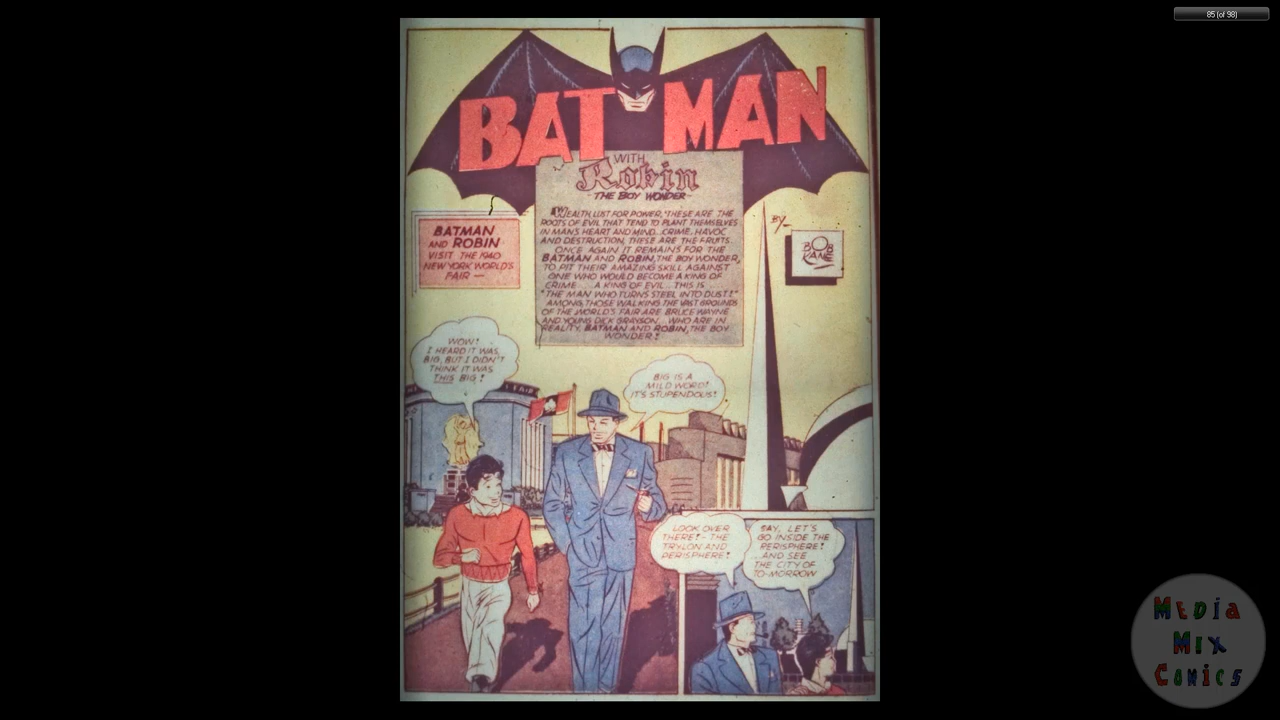 85 (of 98)
BATMAN
WITH
Robin
-THE BOY WONDER-
BY-
BOB
KANE
BATMAN
AND ROBIN
VISIT THE 1940
NEW YORK WORLD'S
FAIR —
WEALTH, LUST FOR POWER, THESE ARE THE
ROOTS OF EVIL THAT TEND TO PLANT THEMSELVES
IN MAN'S HEART AND MIND...CRIME, HAVOC
AND DESTRUCTION, THESE ARE THE FRUITS..
ONCE AGAIN IT REMAINS FOR THE
BATMAN AND ROBIN, THE BOY WONDER,
TO PIT THEIR AMAZING SKILL AGAINST
ONE WHO WOULD BECOME A KING OF
CRIME....A KING OF EVIL...THIS IS
"THE MAN WHO TURNS STEEL INTO DUST!"
AMONG THOSE WALKING THE VAST GROUNDS
OF THE WORLD'S FAIR ARE BRUCE WAYNE
AND YOUNG DICK GRAYSON...WHO ARE IN
REALITY, BATMAN AND ROBIN, THE BOY
WONDER!
WOW!
I HEARD IT WAS
BIG, BUT I DIDN'T
THINK IT WAS
THIS BIG!
BIG IS A
MILD WORD!
IT'S STUPENDOUS!
FAIR
LOOK OVER
THERE!- THE
TRYLON AND
PERISPHERE!
SAY, LET'S
GO INSIDE THE
PERISPHERE!
...AND SEE
THE CITY OF
TO-MORROW
MEDiA
MiX
COMiCS